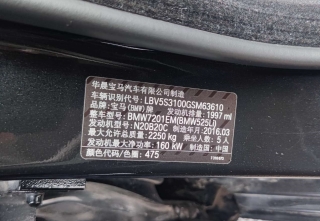 华晨宝马汽车有限公司制造
车辆识别代号: LBV5S3100GSM63610
品牌: 宝马(BMW)牌 发动机排量: 1997 ml
整车型号: BMW7201EM(BMW525Li)
发动机型号: N20B20C 制造年月: 2016.03
最大允许总质量: 2250 kg 乘坐人数: 5人
发动机最大净功率: 160 kW 制造国: 中国
颜色代码/色圈: 475